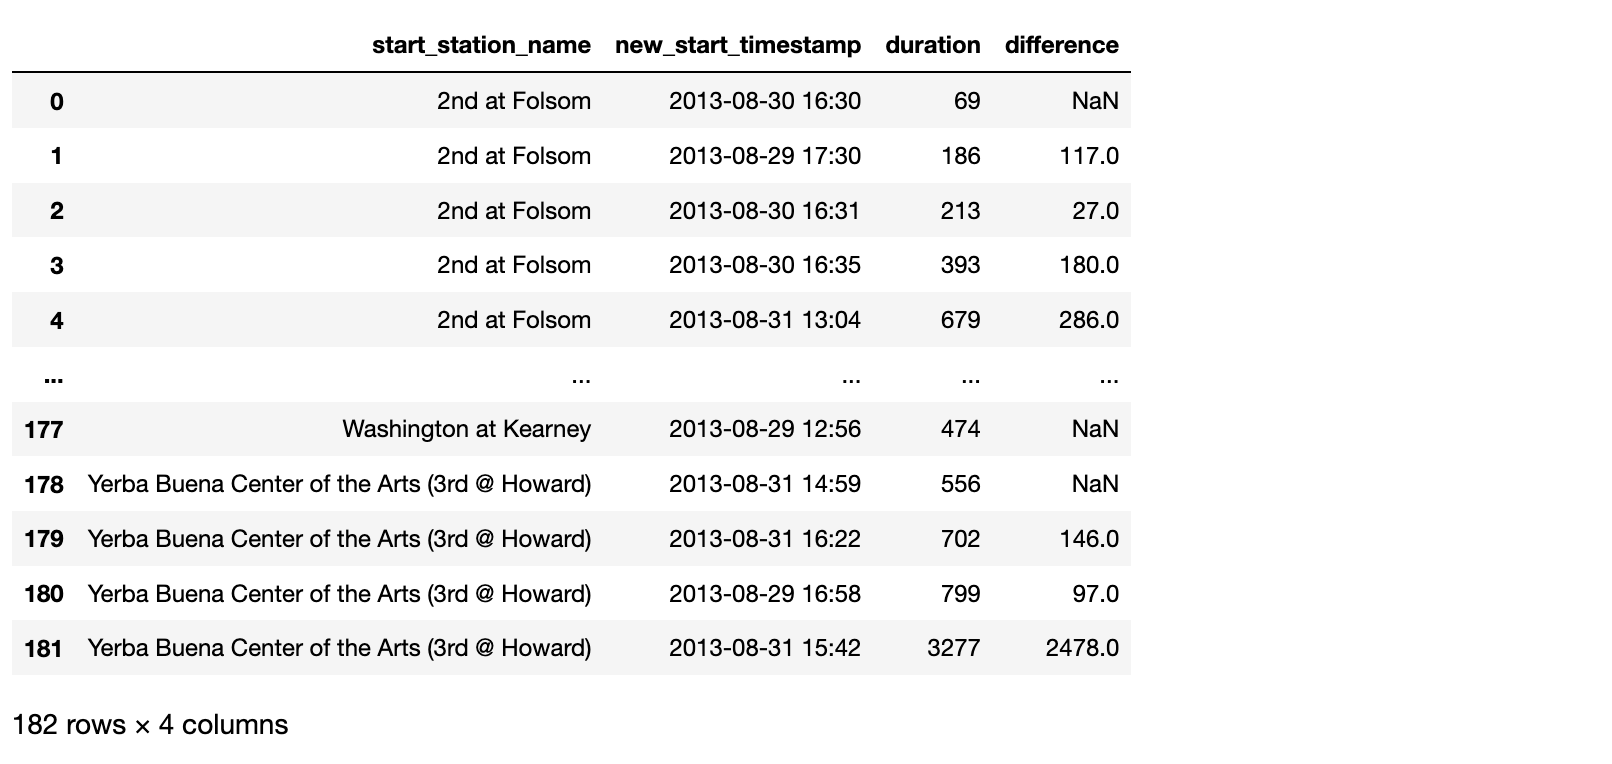 start_station_name new_start_timestamp duration difference
0 2nd at Folsom 2013-08-30 16:30 69 NaN
1 2nd at Folsom 2013-08-29 17:30 186 117.0
2 2nd at Folsom 2013-08-30 16:31 213 27.0
3 2nd at Folsom 2013-08-30 16:35 393 180.0
4 2nd at Folsom 2013-08-31 13:04 679 286.0
... ... ... ... ...
177 Washington at Kearney 2013-08-29 12:56 474 NaN
178 Yerba Buena Center of the Arts (3rd @ Howard) 2013-08-31 14:59 556 NaN
179 Yerba Buena Center of the Arts (3rd @ Howard) 2013-08-31 16:22 702 146.0
180 Yerba Buena Center of the Arts (3rd @ Howard) 2013-08-29 16:58 799 97.0
181 Yerba Buena Center of the Arts (3rd @ Howard) 2013-08-31 15:42 3277 2478.0
182 rows × 4 columns